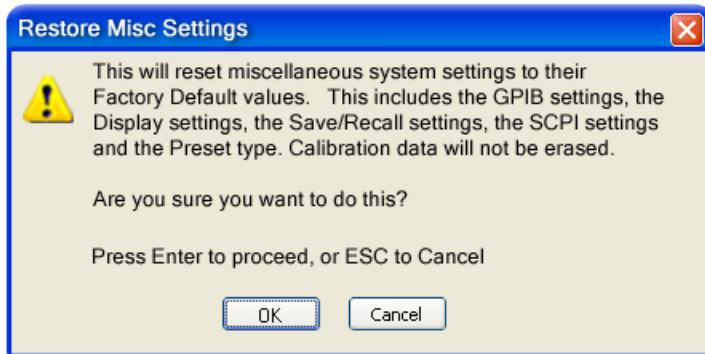 Restore Misc Settings
This will reset miscellaneous system settings to their
Factory Default values.   This includes the GPIB settings, the
Display settings, the Save/Recall settings, the SCPI settings
and the Preset type. Calibration data will not be erased.
Are you sure you want to do this?
Press Enter to proceed, or ESC to Cancel
OK
Cancel